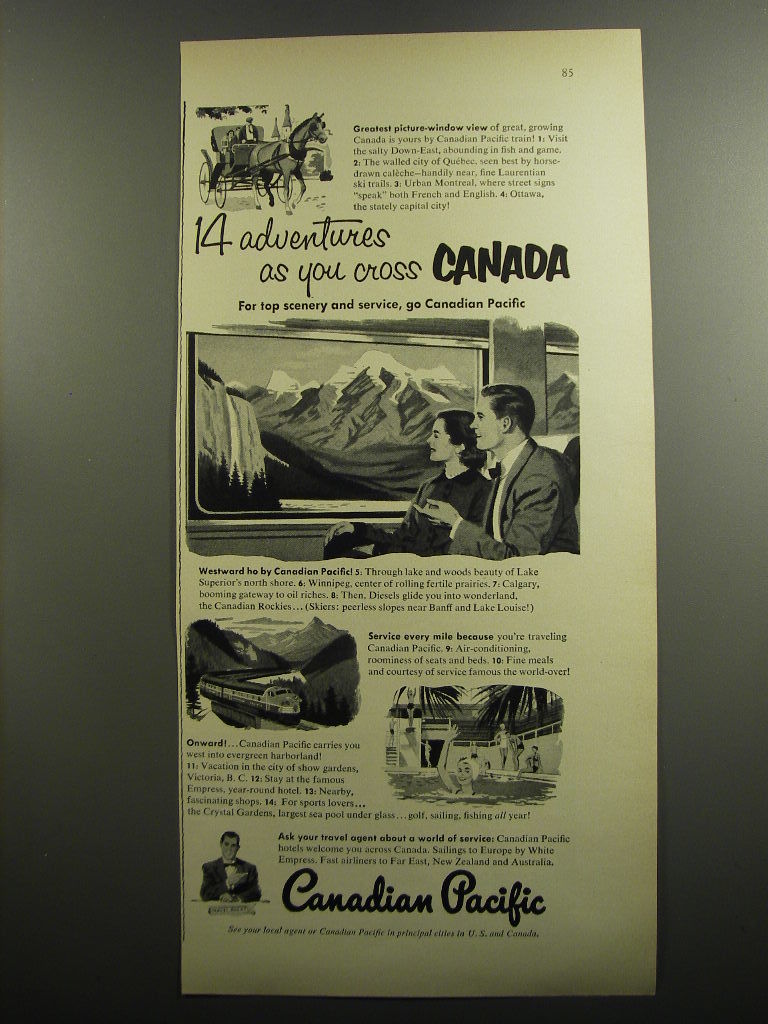 85
Greatest picture-window view of great, growing
Canada is yours by Canadian Pacific train! 1: Visit
the salty Down-East, abounding in fish and game.
2: The walled city of Québec, seen best by horse-
drawn calèche—handily near, fine Laurentian
ski trails. 3: Urban Montreal, where street signs
"speak" both French and English. 4: Ottawa,
the stately capital city!
14 adventures
as you cross CANADA
For top scenery and service, go Canadian Pacific
Westward ho by Canadian Pacific! 5: Through lake and woods beauty of Lake
Superior's north shore. 6: Winnipeg, center of rolling fertile prairies. 7: Calgary,
booming gateway to oil riches. 8: Then, Diesels glide you into wonderland,
the Canadian Rockies... (Skiers: peerless slopes near Banff and Lake Louise!)
Service every mile because you're traveling
Canadian Pacific. 9: Air-conditioning,
roominess of seats and beds. 10: Fine meals
and courtesy of service famous the world-over!
Onward!...Canadian Pacific carries you
west into evergreen harborland!
11: Vacation in the city of show gardens,
Victoria, B. C. 12: Stay at the famous
Empress, year-round hotel. 13: Nearby,
fascinating shops. 14: For sports lovers...
the Crystal Gardens, largest sea pool under glass...golf, sailing, fishing all year!
Ask your travel agent about a world of service: Canadian Pacific
hotels welcome you across Canada. Sailings to Europe by White
Empress. Fast airliners to Far East, New Zealand and Australia.
TRAVEL AGENT
Canadian Pacific
See your local agent or Canadian Pacific in principal cities in U. S. and Canada.